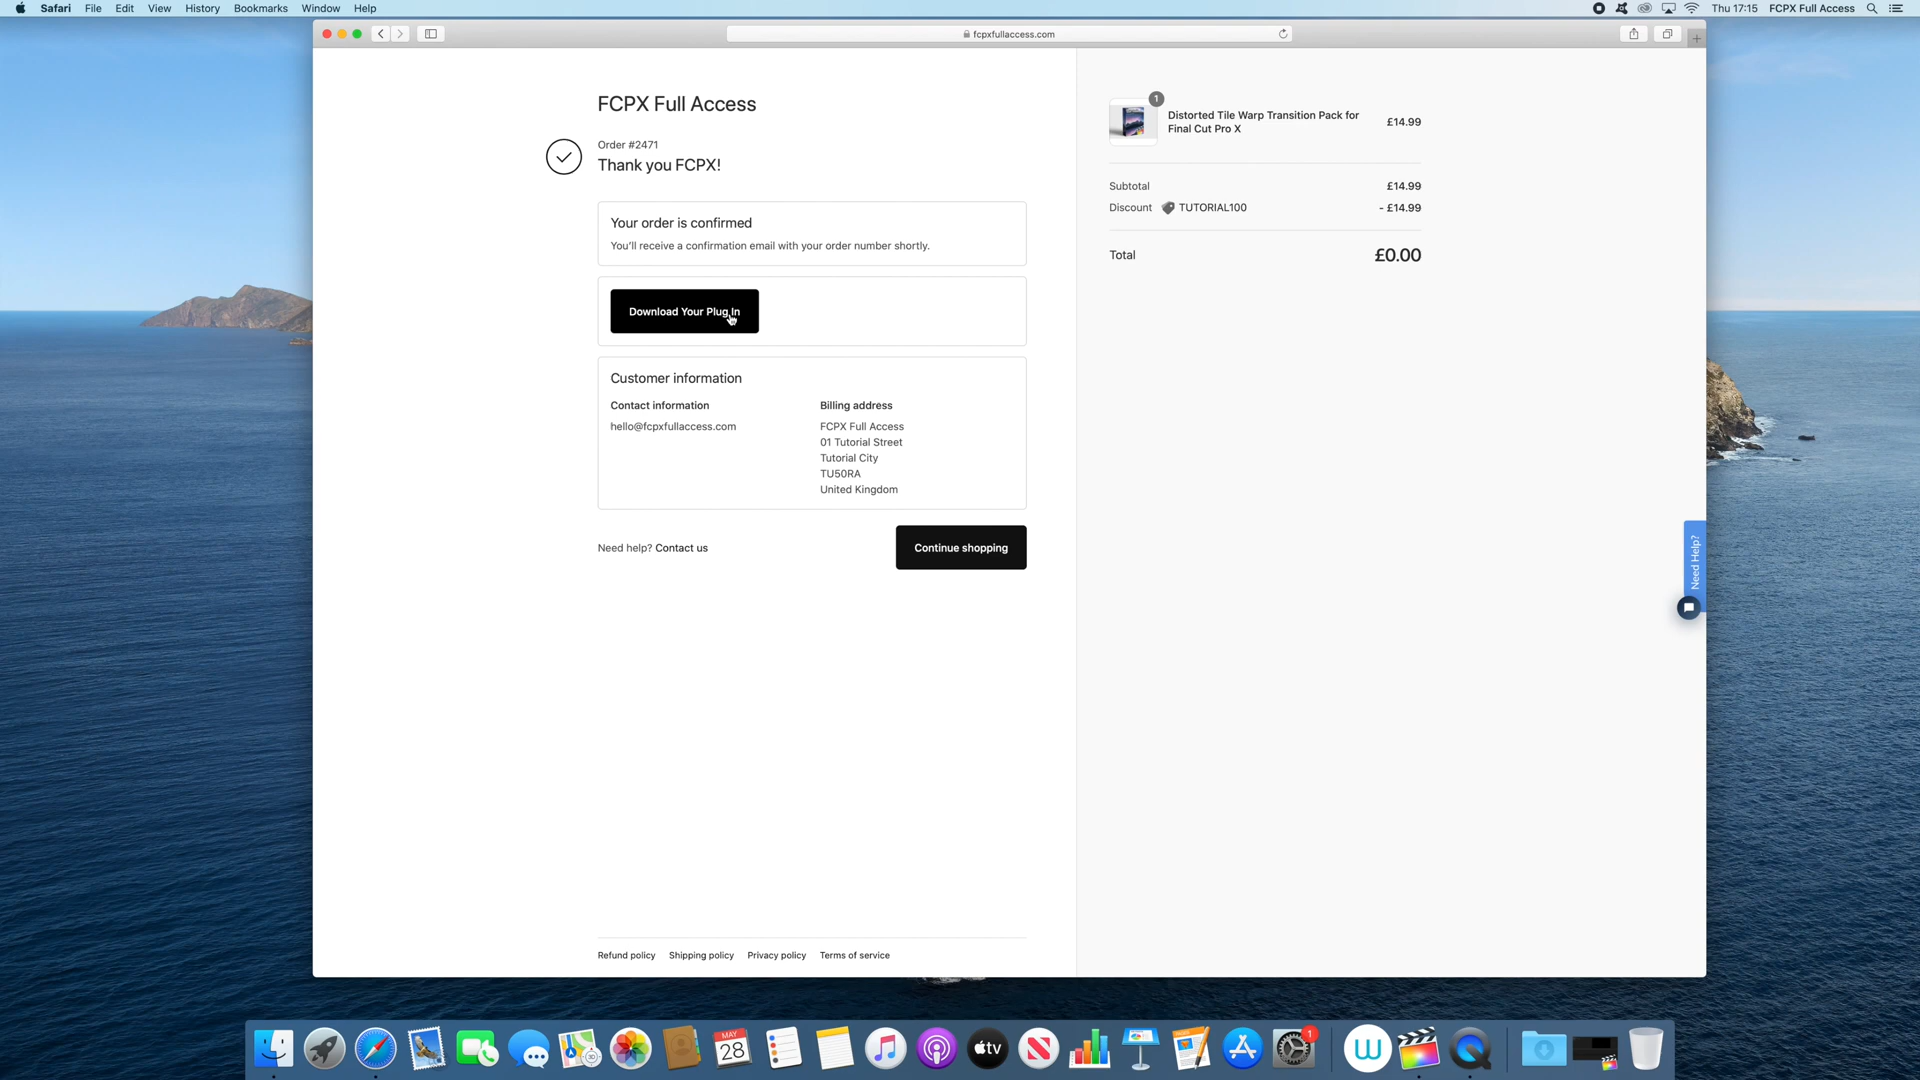 Safari File Edit View History Bookmarks Window Help
Thu 17:15 FCPX Full Access
fcpxfullaccess.com
FCPX Full Access
Order #2471
Thank you FCPX!
Your order is confirmed
You'll receive a confirmation email with your order number shortly.
Download Your Plug In
Customer information
Contact information
hello@fcpxfullaccess.com
Billing address
FCPX Full Access
01 Tutorial Street
Tutorial City
TU50RA
United Kingdom
Need help? Contact us
Continue shopping
Refund policy Shipping policy Privacy policy Terms of service
1
Distorted Tile Warp Transition Pack for
Final Cut Pro X
£14.99
Subtotal £14.99
Discount TUTORIAL100 - £14.99
Total £0.00
Need Help?
MAY
28
tv
1